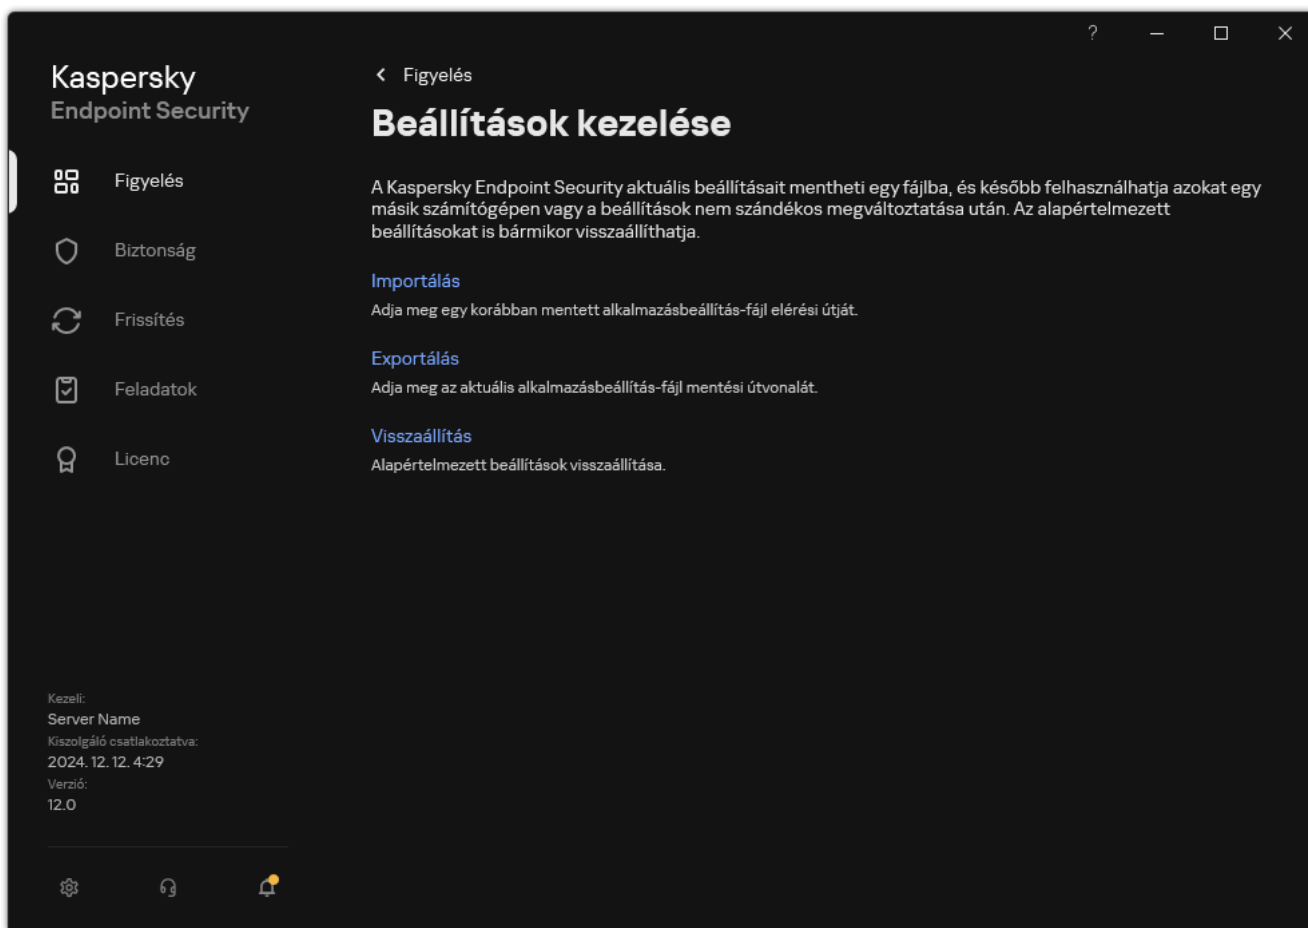 ?
Kaspersky
Endpoint Security
Figyelés
Biztonság
Frissítés
Feladatok
Licenc
Kezeli:
Server Name
Kiszolgáló csatlakoztatva:
2024. 12. 12. 4:29
Verzió:
12.0
Figyelés
Beállítások kezelése
A Kaspersky Endpoint Security aktuális beállításait mentheti egy fájlba, és később felhasználhatja azokat egy
másik számítógépen vagy a beállítások nem szándékos megváltoztatása után. Az alapértelmezett
beállításokat is bármikor visszaállíthatja.
Importálás
Adja meg egy korábban mentett alkalmazásbeállítás-fájl elérési útját.
Exportálás
Adja meg az aktuális alkalmazásbeállítás-fájl mentési útvonalát.
Visszaállítás
Alapértelmezett beállítások visszaállítása.